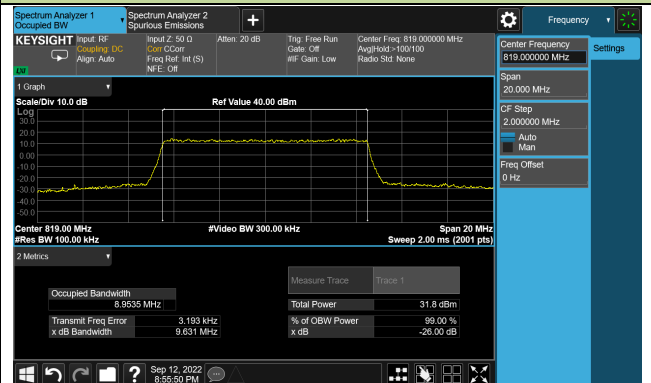 Spectrum Analyzer 1
Occupied BW
Spectrum Analyzer 2
Spurious Emissions
+
Frequency
KEYSIGHT
Input: RF
Coupling: DC
Align: Auto
Input Z: 50 Ω
Corr CCorr
Freq Ref: Int (S)
NFE: Off
Atten: 20 dB
Trig: Free Run
Gate: Off
#IF Gain: Low
Center Freq: 819.000000 MHz
Avg|Hold:>100/100
Radio Std: None
LXI
Center Frequency
819.000000 MHz
Settings
Span
20.000 MHz
CF Step
2.000000 MHz
Auto
Man
Freq Offset
0 Hz
1 Graph
Scale/Div 10.0 dB
Ref Value 40.00 dBm
Log
30.0
20.0
10.0
0.00
-10.0
-20.0
-30.0
-40.0
-50.0
Center 819.00 MHz
#Video BW 300.00 kHz
Span 20 MHz
#Res BW 100.00 kHz
Sweep 2.00 ms (2001 pts)
2 Metrics
Measure Trace
Trace 1
Occupied Bandwidth
8.9535 MHz
Total Power
31.8 dBm
Transmit Freq Error
3.193 kHz
% of OBW Power
99.00 %
x dB Bandwidth
9.631 MHz
x dB
-26.00 dB
?
Sep 12, 2022
8:55:50 PM